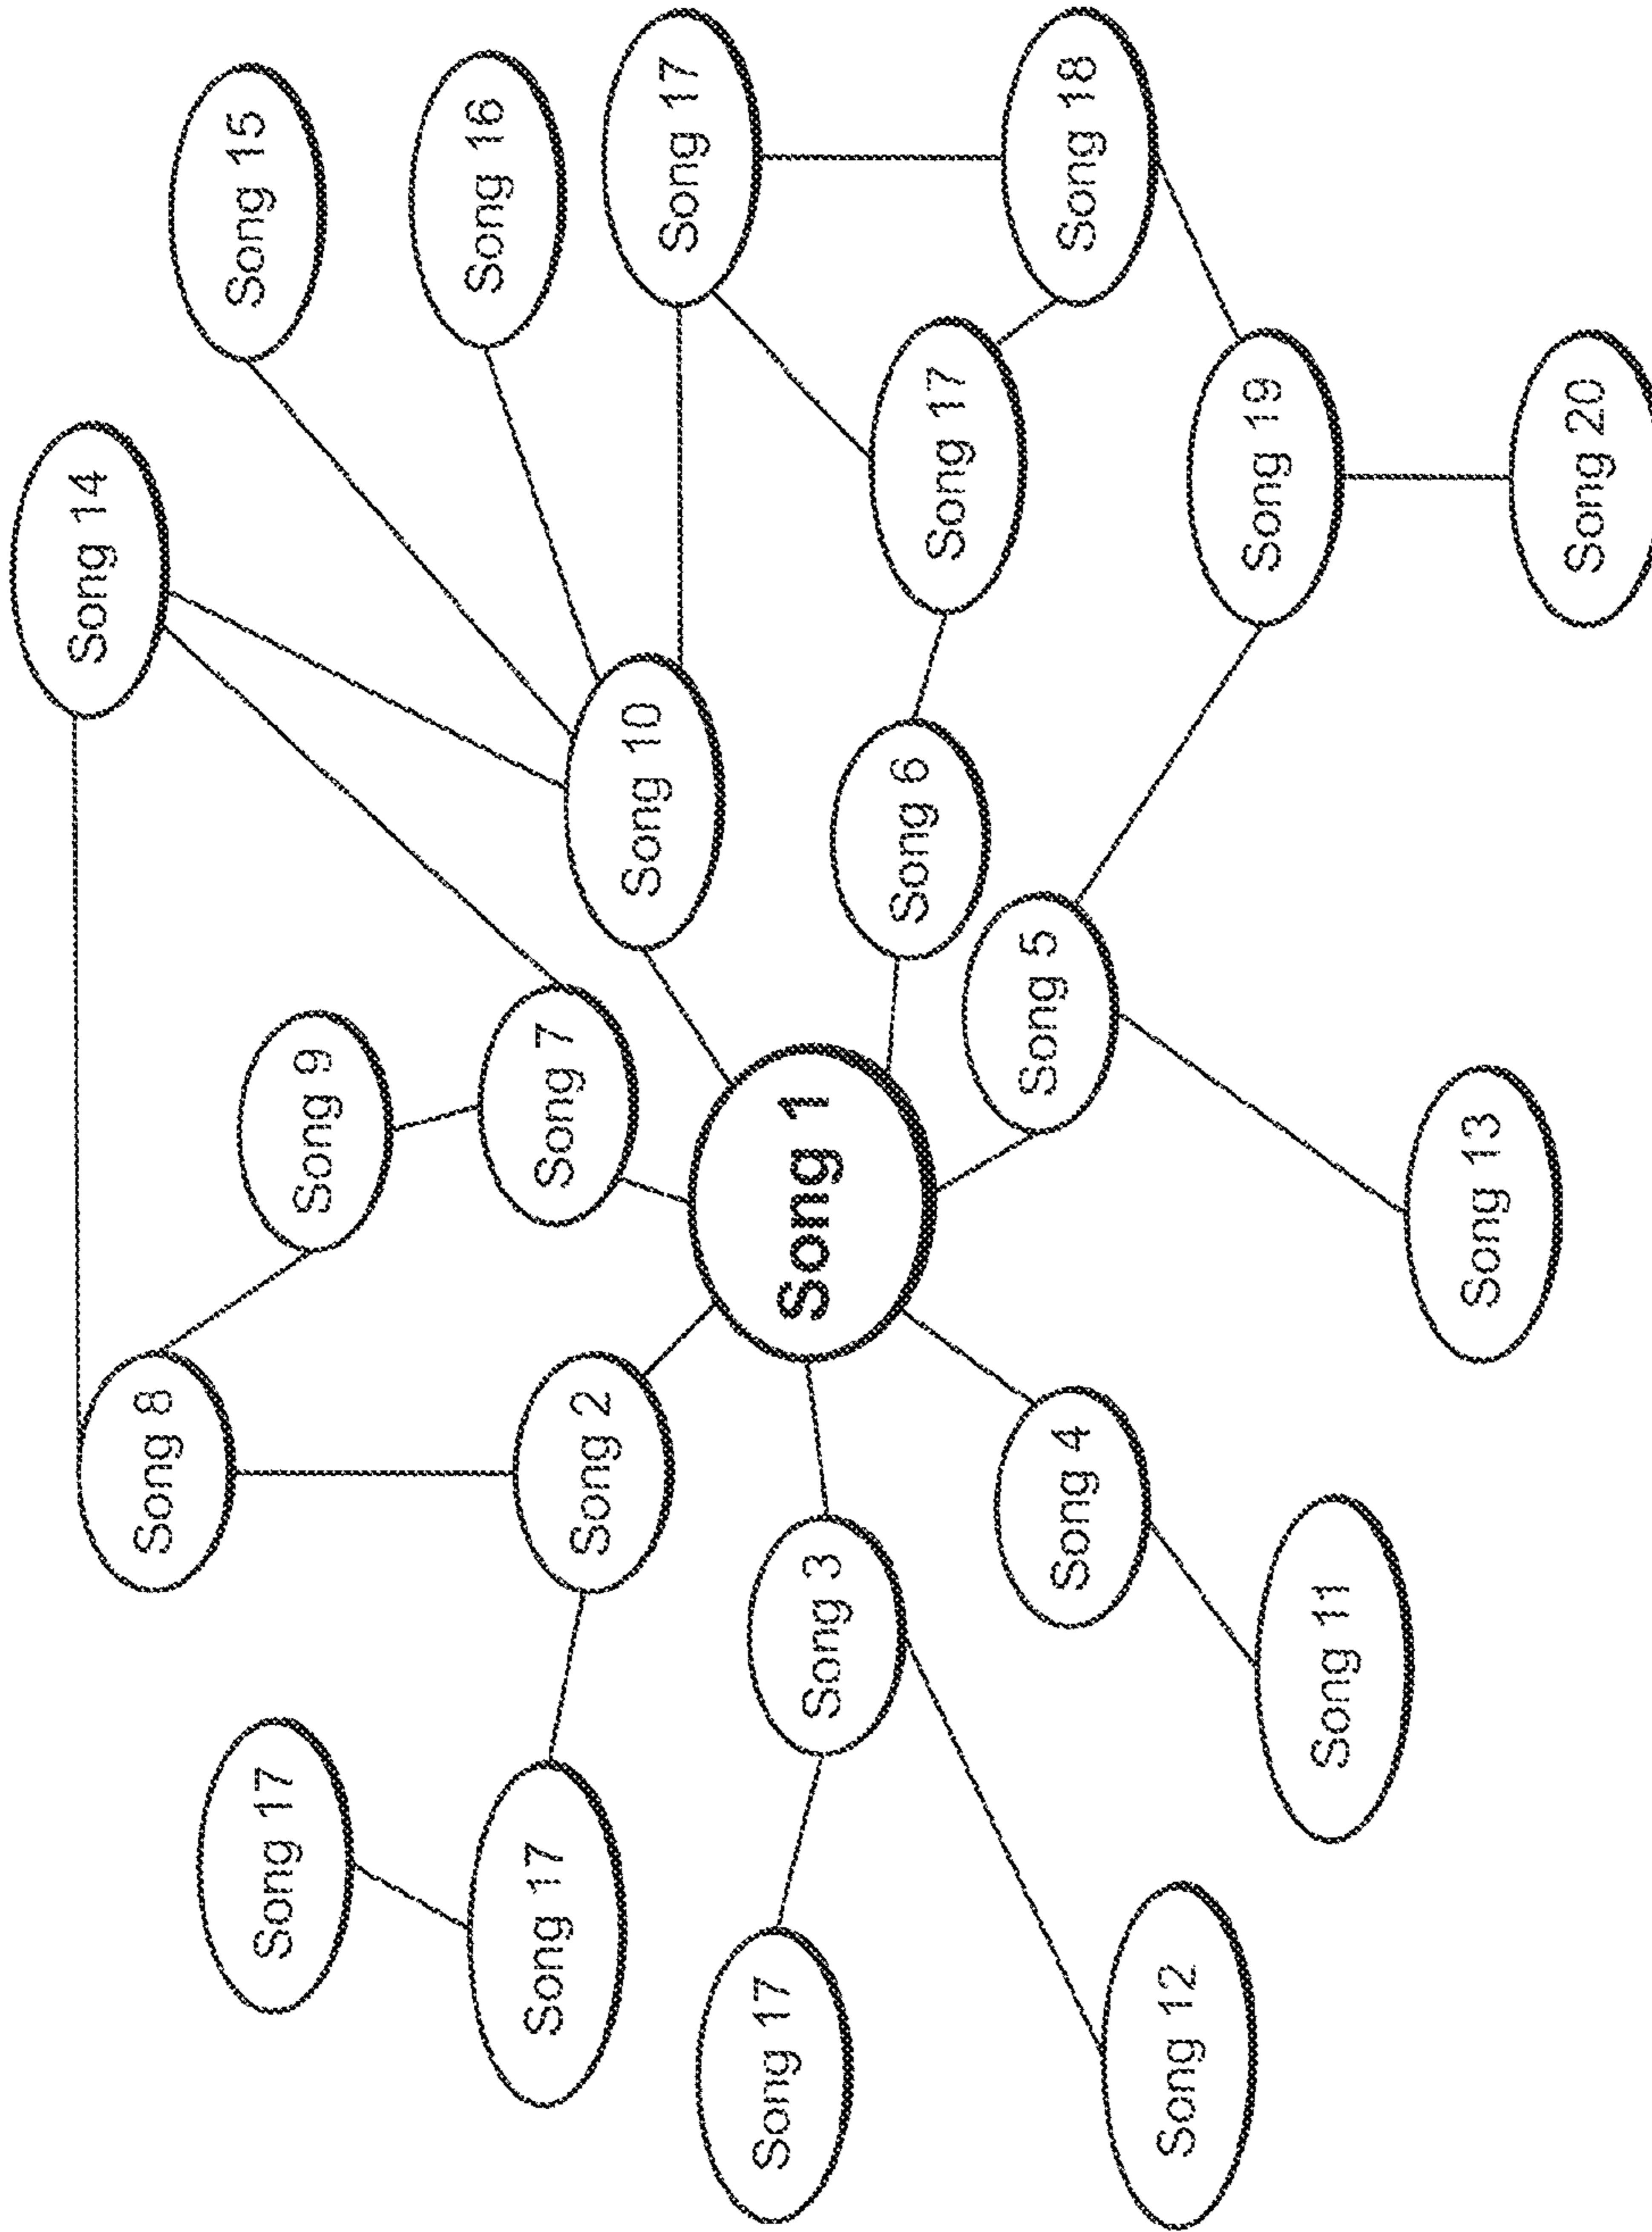 Song 14
Song 8
Song 15
Song 17
Song 9
Song 16
Song 17
Song 7
Song 2
Song 10
Song 17
Song 17
Song 1
Song 3
Song 6
Song 17
Song 5
Song 4
Song 18
Song 12
Song 19
Song 11
Song 13
Song 20